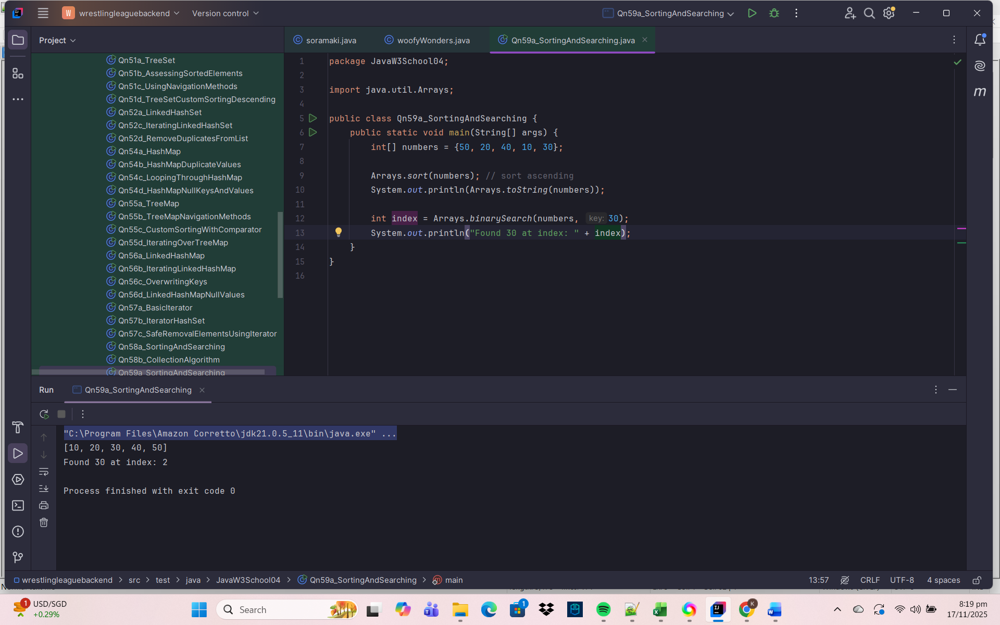 W wrestlingleaguebackend Version control Qn59a_SortingAndSearching
Project
soramaki.java woofyWonders.java Qn59a_SortingAndSearching.java
Qn51a_TreeSet
Qn51b_AssessingSortedElements
Qn51c_UsingNavigationMethods
Qn51d_TreeSetCustomSortingDescending
Qn52a_LinkedHashSet
Qn52c_IteratingLinkedHashSet
Qn52d_RemoveDuplicatesFromList
Qn54a_HashMap
Qn54b_HashMapDuplicateValues
Qn54c_LoopingThroughHashMap
Qn54d_HashMapNullKeysAndValues
Qn55a_TreeMap
Qn55b_TreeMapNavigationMethods
Qn55c_CustomSortingWithComparator
Qn55d_IteratingOverTreeMap
Qn56a_LinkedHashMap
Qn56b_IteratingLinkedHashMap
Qn56c_OverwritingKeys
Qn56d_LinkedHashMapNullValues
Qn57a_BasicIterator
Qn57b_IteratorHashSet
Qn57c_SafeRemovalElementsUsingIterator
Qn58a_SortingAndSearching
Qn58b_CollectionAlgorithm
Qn59a_SortingAndSearching
1 package JavaW3School04;
2
3 import java.util.Arrays;
4
5 public class Qn59a_SortingAndSearching {
6 public static void main(String[] args) {
7 int[] numbers = {50, 20, 40, 10, 30};
8
9 Arrays.sort(numbers); // sort ascending
10 System.out.println(Arrays.toString(numbers));
11
12 int index = Arrays.binarySearch(numbers, key: 30);
13 System.out.println("Found 30 at index: " + index);
14 }
15 }
16
m
Run Qn59a_SortingAndSearching
"C:\Program Files\Amazon Corretto\jdk21.0.5_11\bin\java.exe" ...
[10, 20, 30, 40, 50]
Found 30 at index: 2
Process finished with exit code 0
wrestlingleaguebackend > src > test > java > JavaW3School04 > Qn59a_SortingAndSearching > main
13:57 CRLF UTF-8 4 spaces
1 USD/SGD
+0.29%
Search
1
K
8:19 pm
17/11/2025